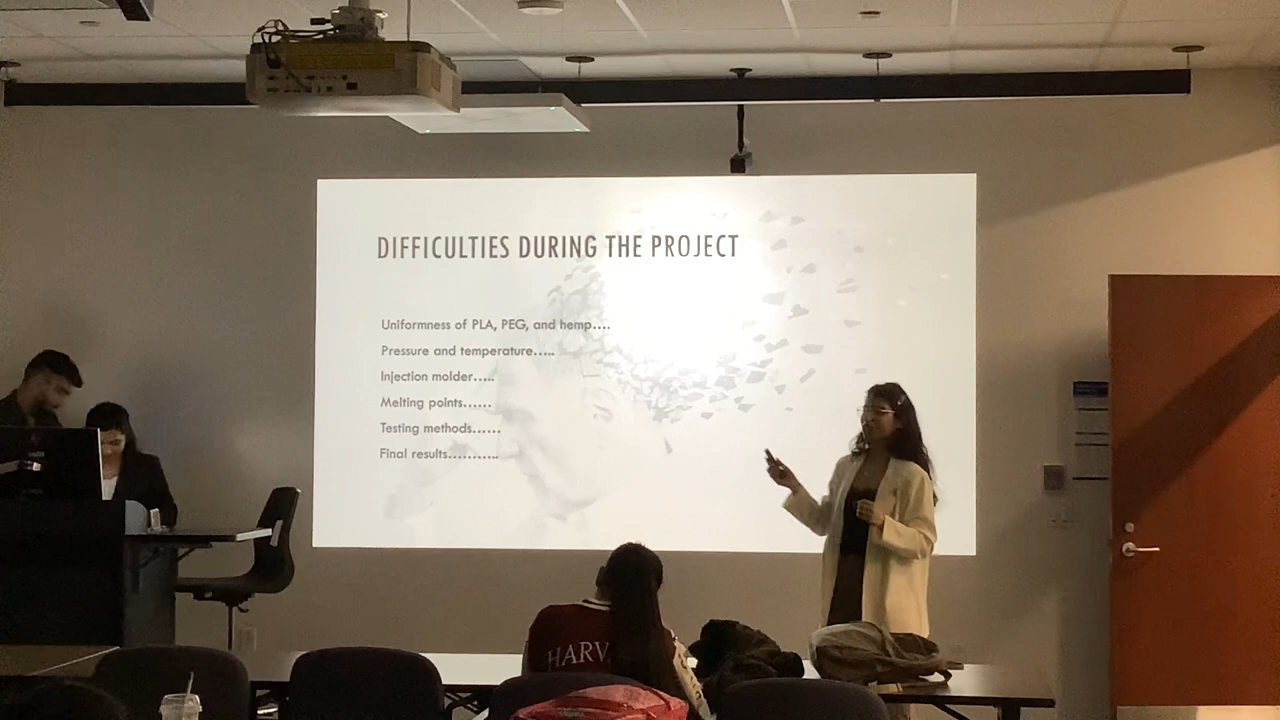 DIFFICULTIES DURING THE PROJECT
Uniformness of PLA, PEG, and hemp....
Pressure and temperature.....
Injection molder.....
Melting points......
Testing methods......
Final results..........
HARV